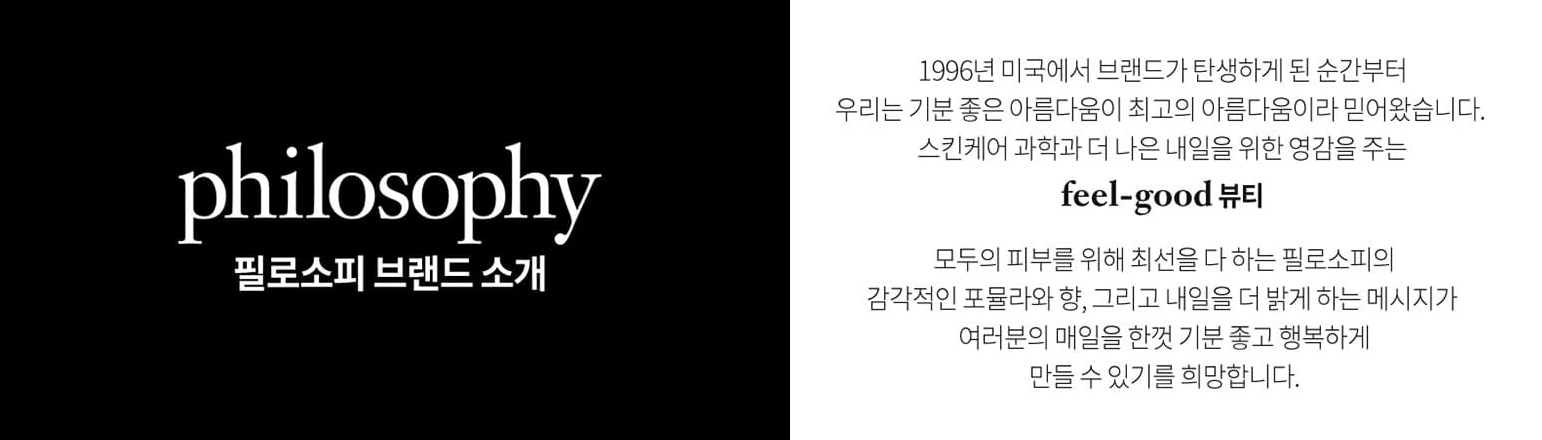 philosophy
필로소피 브랜드 소개
1996년 미국에서 브랜드가 탄생하게 된 순간부터
우리는 기분 좋은 아름다움이 최고의 아름다움이라 믿어왔습니다.
스킨케어 과학과 더 나은 내일을 위한 영감을 주는
feel-good 뷰티
모두의 피부를 위해 최선을 다 하는 필로소피의
감각적인 포뮬라와 향, 그리고 내일을 더 밝게 하는 메시지가
여러분의 매일을 한껏 기분 좋고 행복하게
만들 수 있기를 희망합니다.